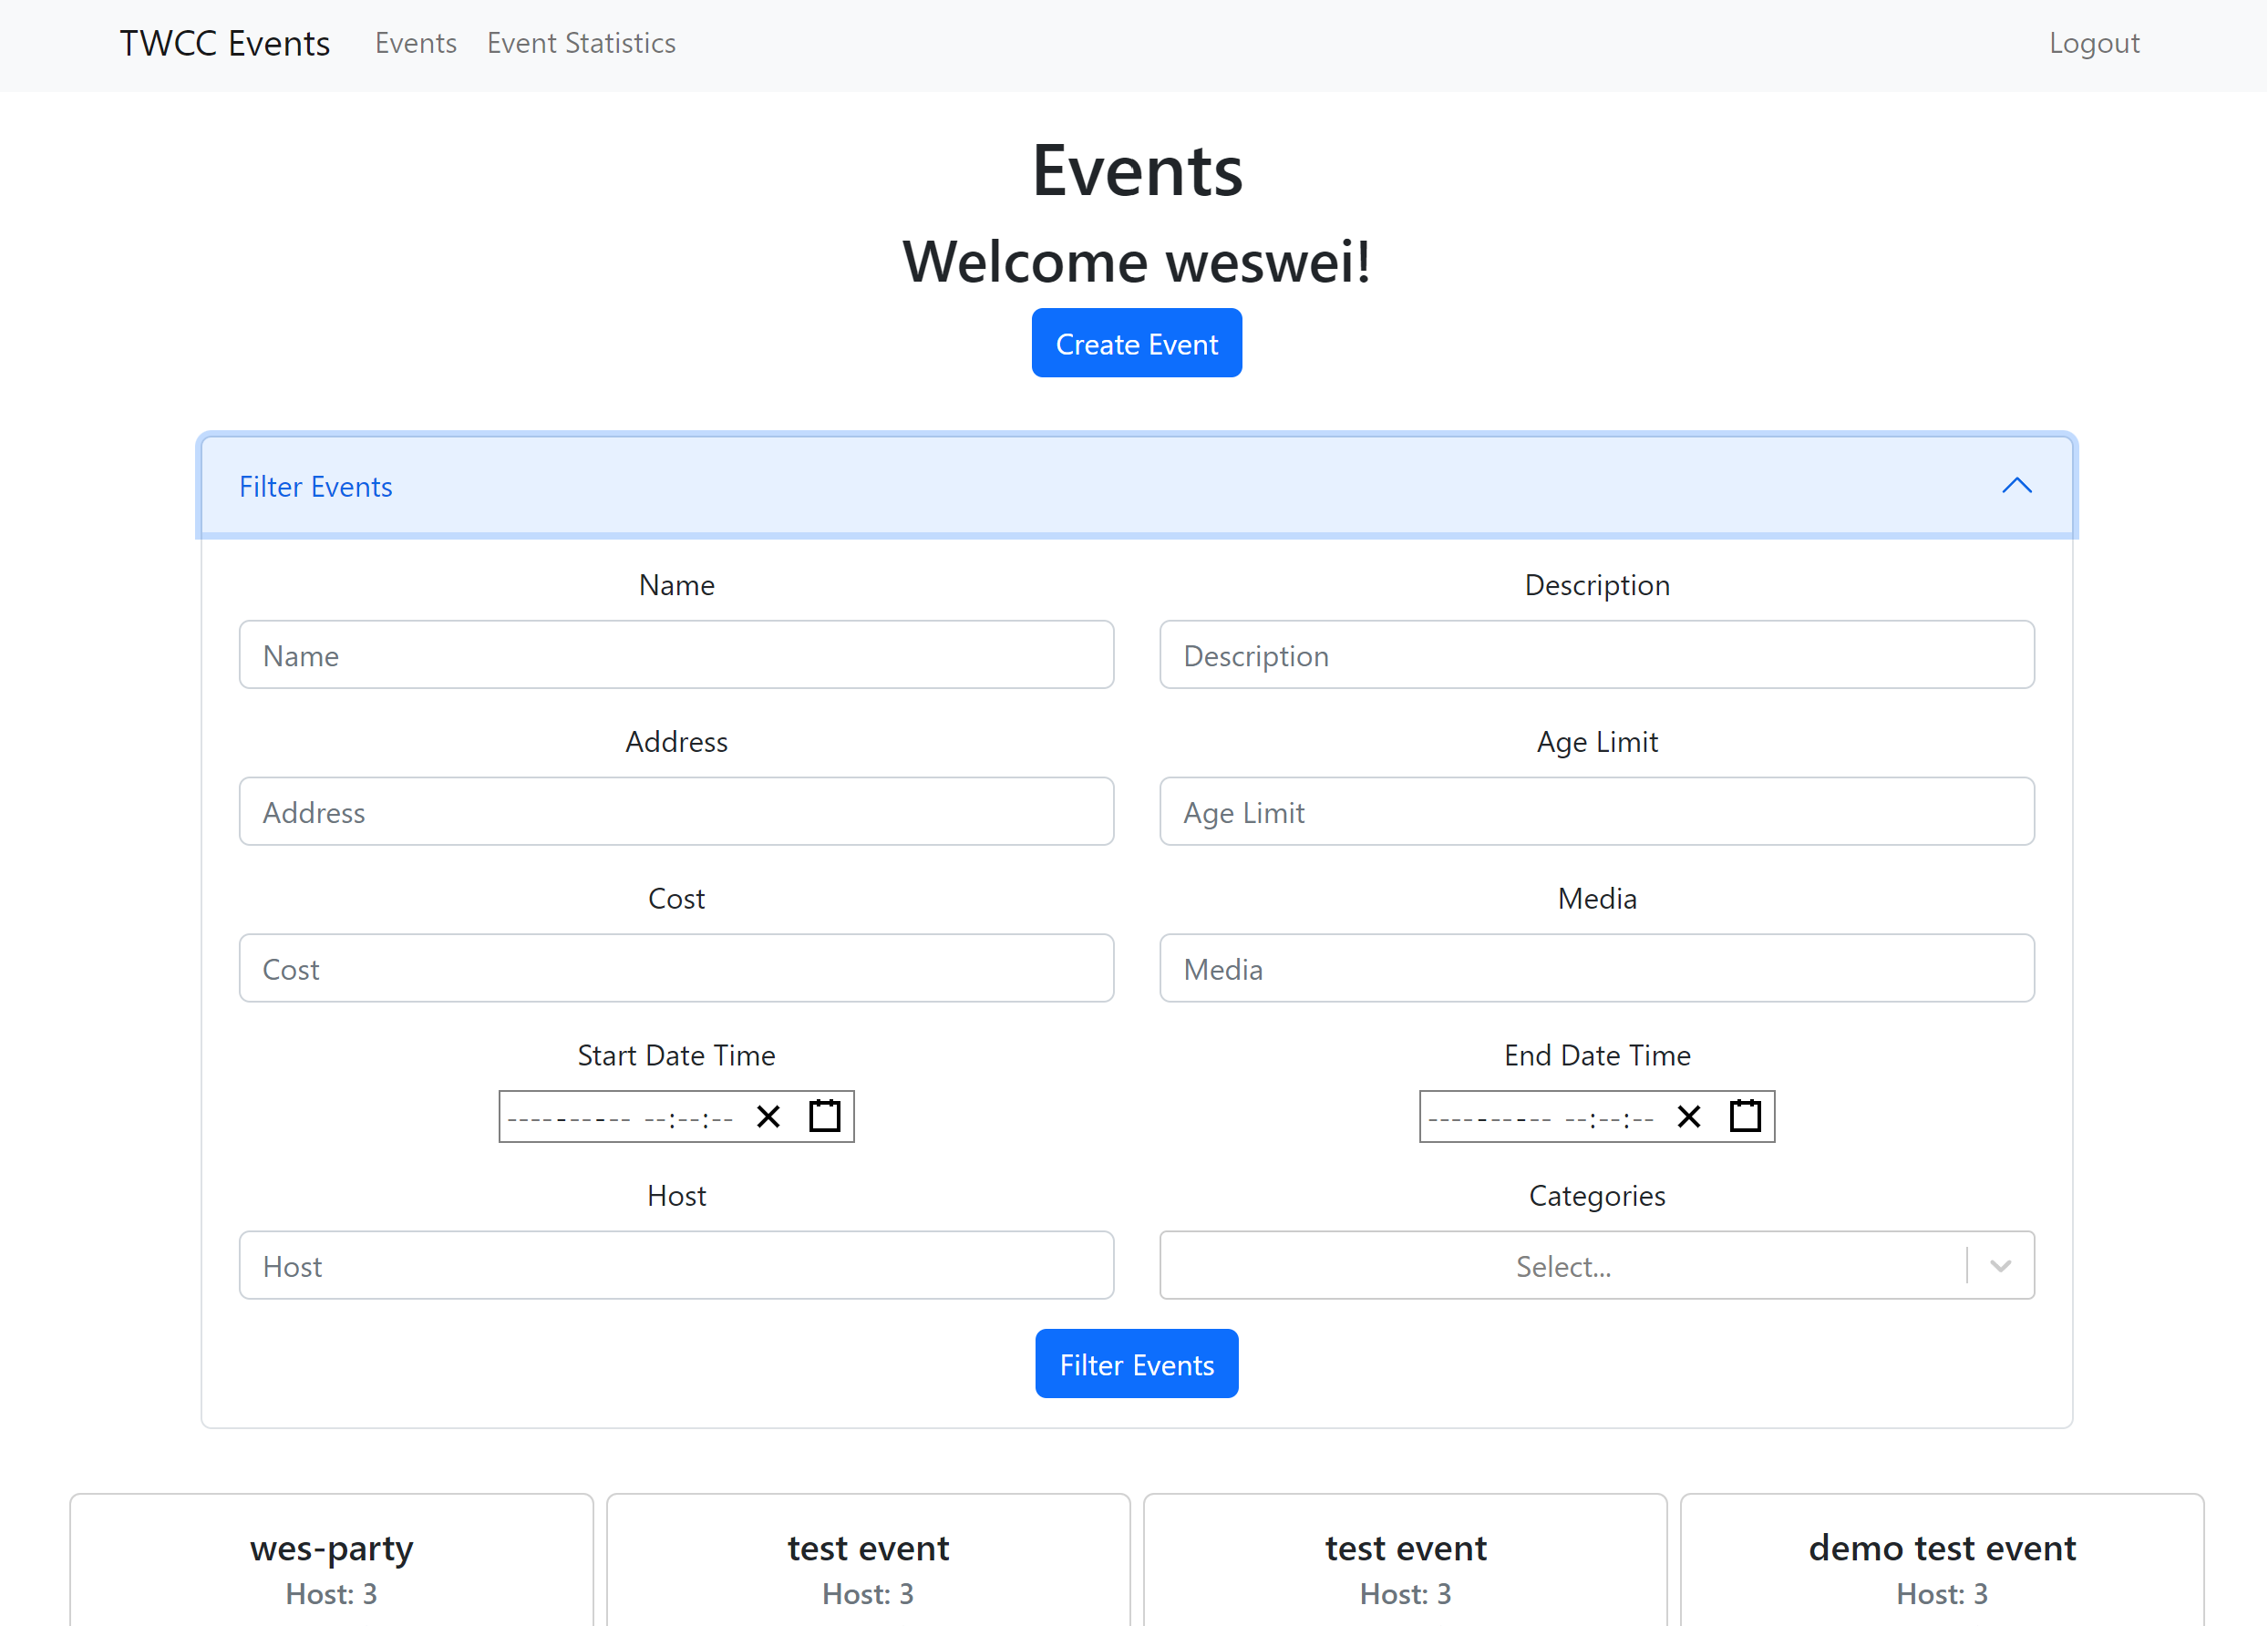 TWCC Events Events Event Statistics Logout
Events
Welcome weswei!
Create Event
Filter Events
Name Description
Name Description
Address Age Limit
Address Age Limit
Cost Media
Cost Media
Start Date Time End Date Time
---------- --:--:-- ---------- --:--:--
Host Categories
Host Select...
Filter Events
wes-party test event test event demo test event
Host: 3 Host: 3 Host: 3 Host: 3